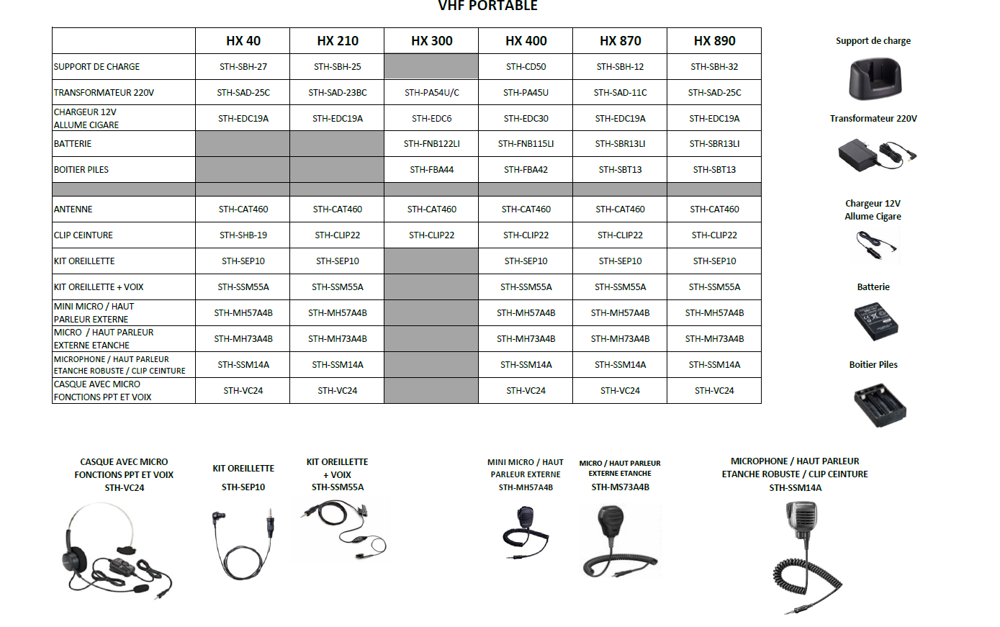 VHF PORTABLE
HX 40 HX 210 HX 300 HX 400 HX 870 HX 890
SUPPORT DE CHARGE STH-SBH-27 STH-SBH-25 STH-CD50 STH-SBH-12 STH-SBH-32
TRANSFORMATEUR 220V STH-SAD-25C STH-SAD-23BC STH-PA54U/C STH-PA45U STH-SAD-11C STH-SAD-25C
CHARGEUR 12V
ALLUME CIGARE STH-EDC19A STH-EDC19A STH-EDC6 STH-EDC30 STH-EDC19A STH-EDC19A
BATTERIE STH-FNB122LI STH-FNB115LI STH-SBR13LI STH-SBR13LI
BOITIER PILES STH-FBA44 STH-FBA42 STH-SBT13 STH-SBT13
ANTENNE STH-CAT460 STH-CAT460 STH-CAT460 STH-CAT460 STH-CAT460 STH-CAT460
CLIP CEINTURE STH-SHB-19 STH-CLIP22 STH-CLIP22 STH-CLIP22 STH-CLIP22 STH-CLIP22
KIT OREILLETTE STH-SEP10 STH-SEP10 STH-SEP10 STH-SEP10 STH-SEP10
KIT OREILLETTE + VOIX STH-SSM55A STH-SSM55A STH-SSM55A STH-SSM55A STH-SSM55A
MINI MICRO / HAUT
PARLEUR EXTERNE STH-MH57A4B STH-MH57A4B STH-MH57A4B STH-MH57A4B STH-MH57A4B
MICRO / HAUT PARLEUR
EXTERNE ETANCHE STH-MH73A4B STH-MH73A4B STH-MH73A4B STH-MH73A4B STH-MH73A4B
MICROPHONE / HAUT PARLEUR
ETANCHE ROBUSTE / CLIP CEINTURE STH-SSM14A STH-SSM14A STH-SSM14A STH-SSM14A STH-SSM14A
CASQUE AVEC MICRO
FONCTIONS PPT ET VOIX STH-VC24 STH-VC24 STH-VC24 STH-VC24 STH-VC24
Support de charge
Transformateur 220V
Chargeur 12V
Allume Cigare
Batterie
Boitier Piles
CASQUE AVEC MICRO
FONCTIONS PPT ET VOIX
STH-VC24
KIT OREILLETTE
STH-SEP10
KIT OREILLETTE
+ VOIX
STH-SSM55A
MINI MICRO / HAUT
PARLEUR EXTERNE
STH-MH57A4B
MICRO / HAUT PARLEUR
EXTERNE ETANCHE
STH-MS73A4B
MICROPHONE / HAUT PARLEUR
ETANCHE ROBUSTE / CLIP CEINTURE
STH-SSM14A